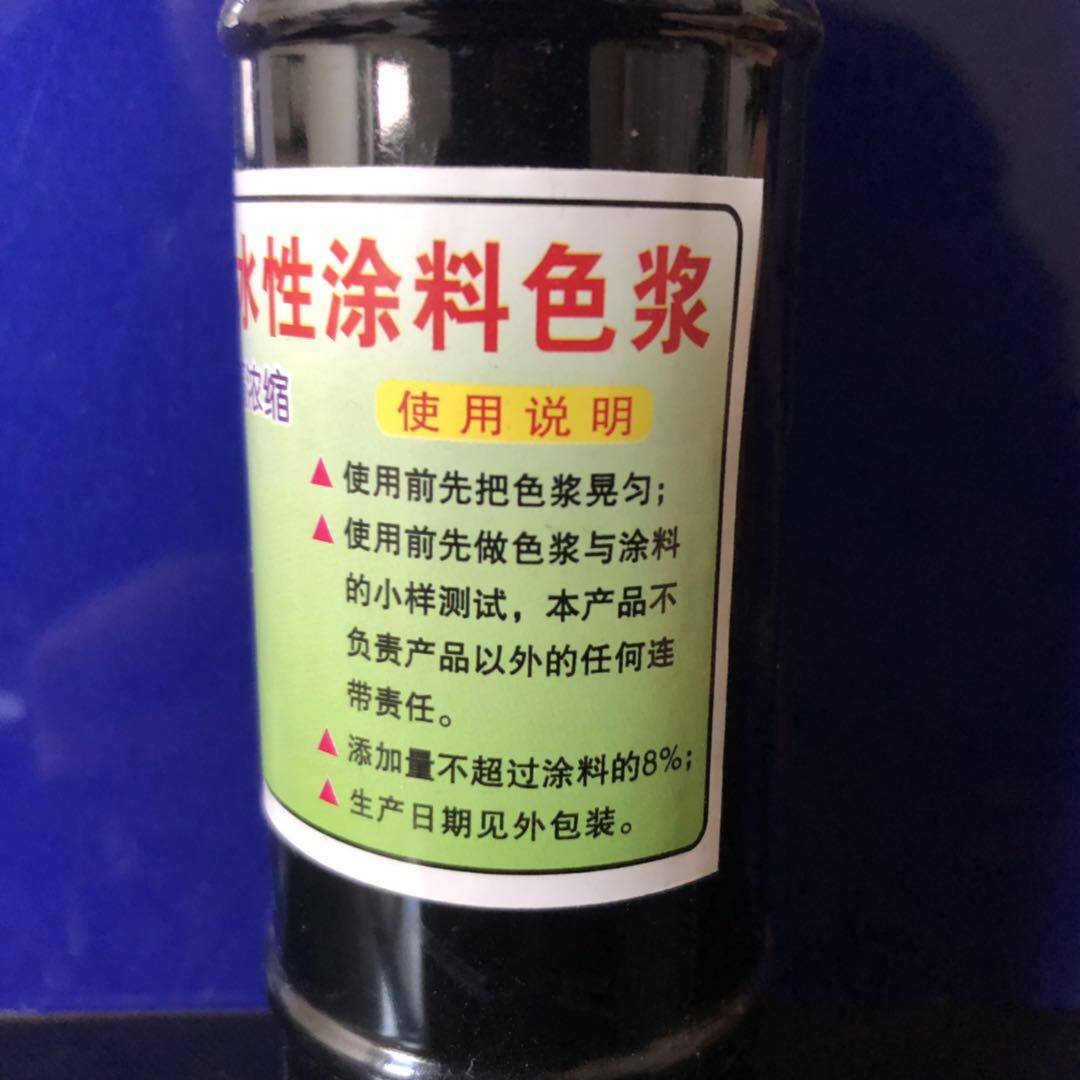 水性涂料色浆
浓缩
使用说明
▲使用前先把色浆晃匀；
▲使用前先做色浆与涂料
的小样测试，本产品不
负责产品以外的任何连
带责任。
▲添加量不超过涂料的8%；
▲生产日期见外包装。